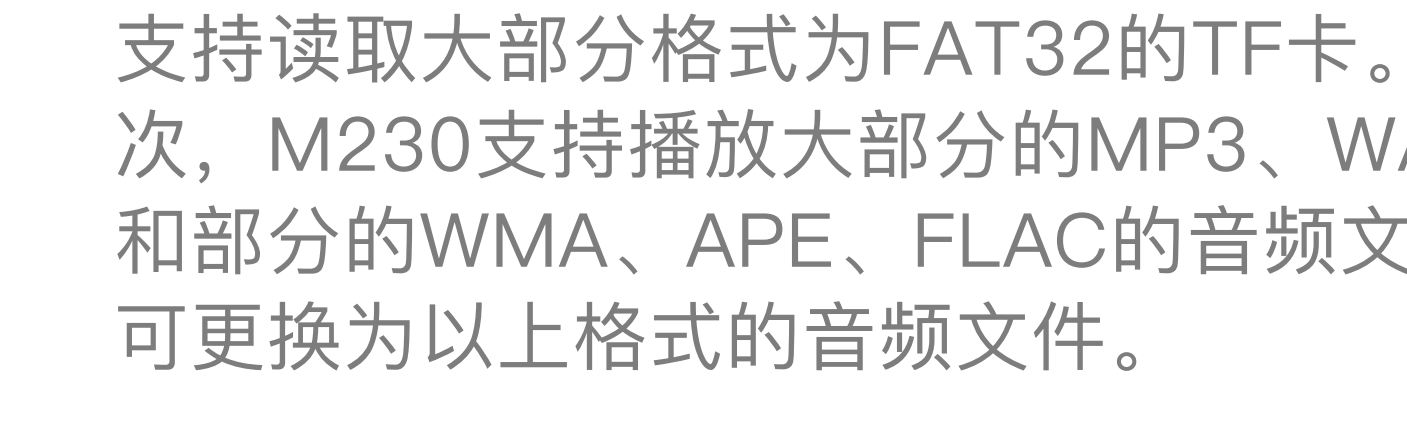 支持读取大部分格式为FAT32的TF卡。
次，M230支持播放大部分的MP3、W
和部分的WMA、APE、FLAC的音频文
可更换为以上格式的音频文件。